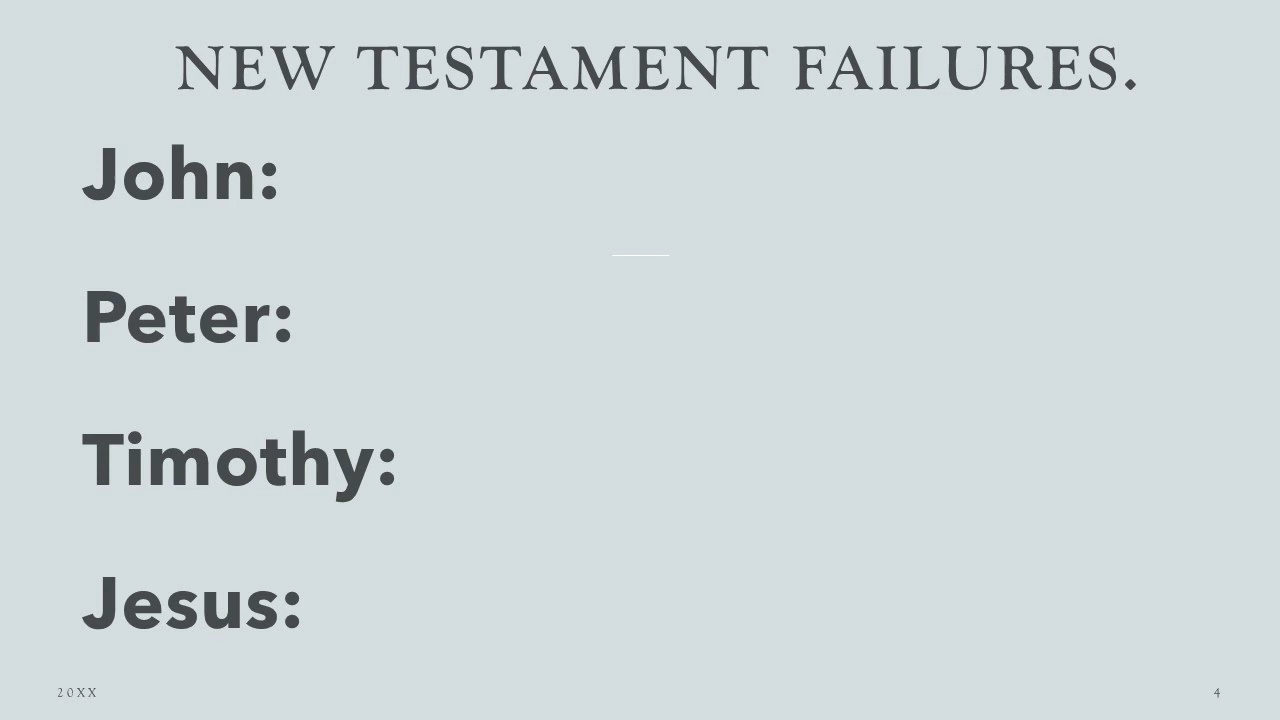 NEW TESTAMENT FAILURES.
John:
Peter:
Timothy:
Jesus:
20XX
4